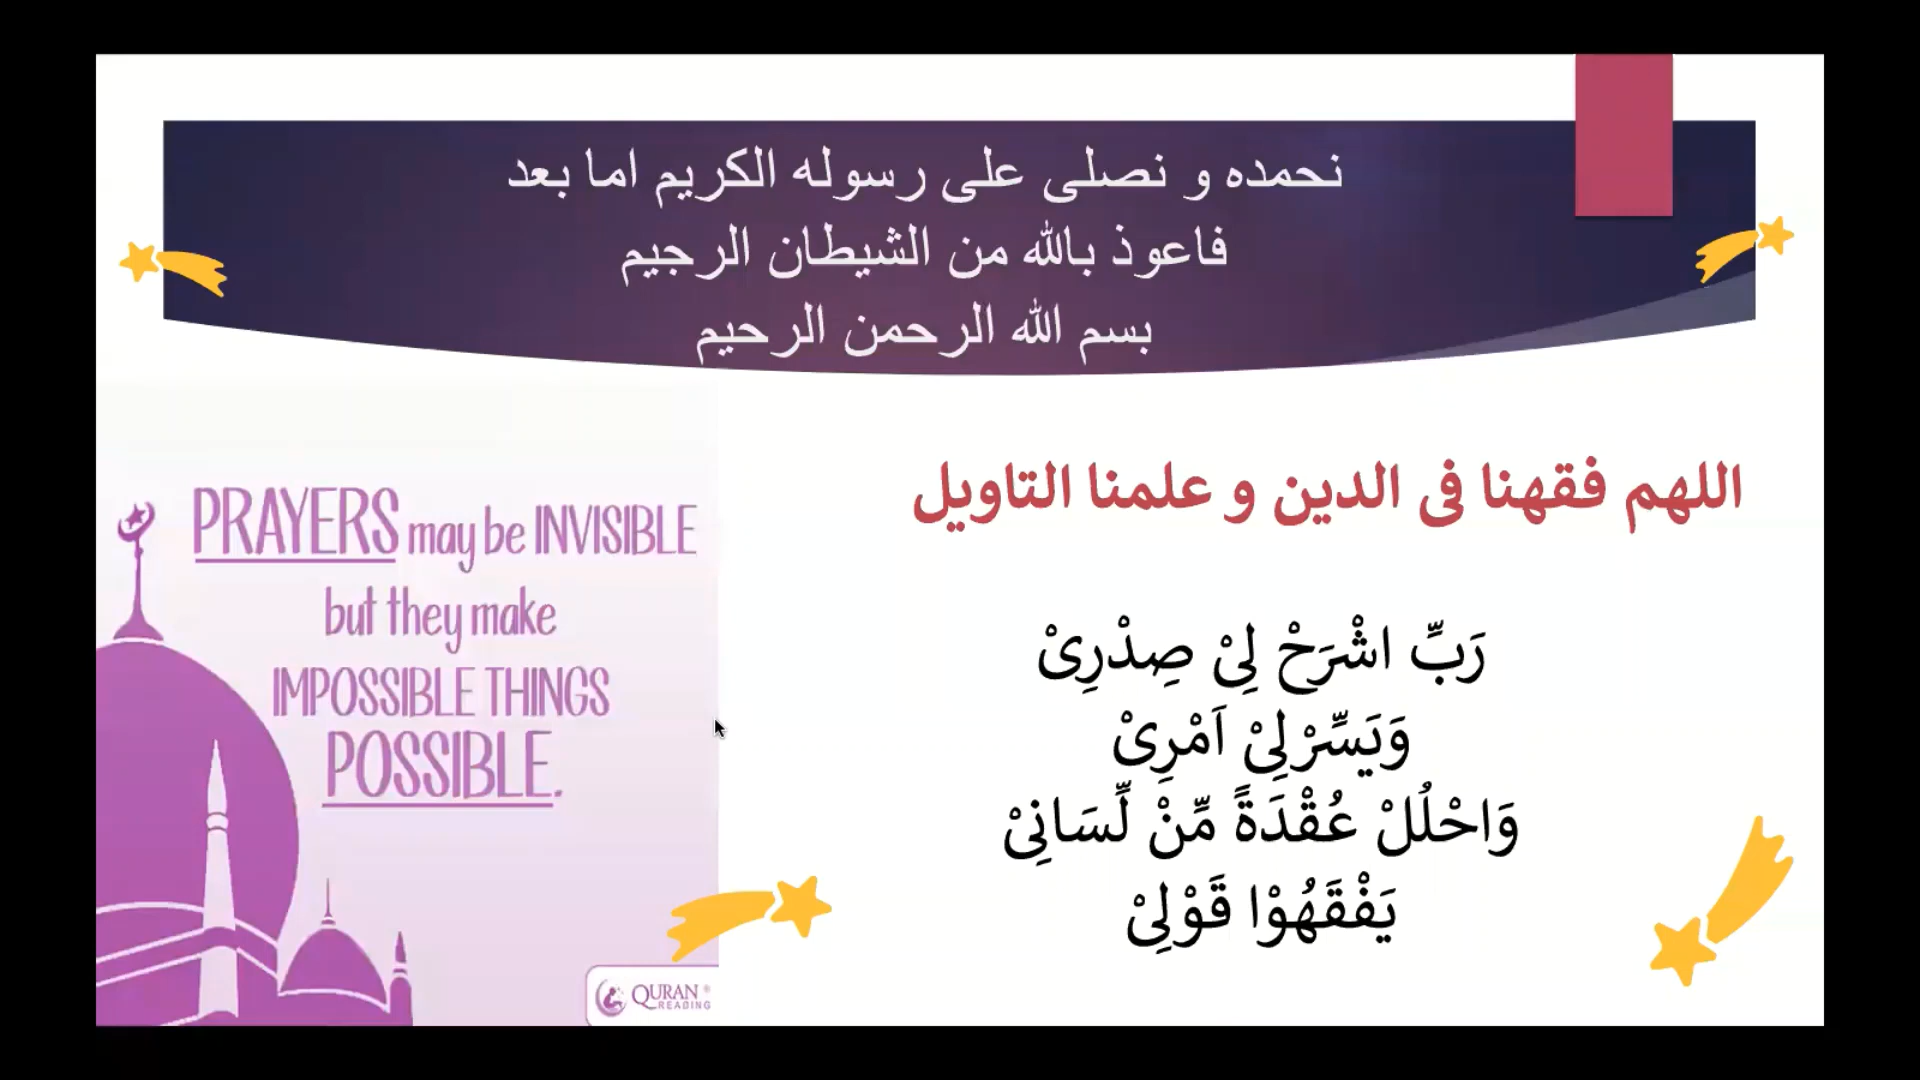 نحمده و نصلى على رسوله الكريم اما بعد
فاعوذ بالله من الشيطان الرجيم
بسم الله الرحمن الرحيم
PRAYERS may be INVISIBLE
but they make
IMPOSSIBLE THINGS
POSSIBLE.
QURAN ®
READING
اللهم فقهنا فى الدين و علمنا التاويل
رَبِّ اشْرَحْ لِیْ صِدْرِیْ
وَيَسِّرْلِیْ اَمْرِیْ
وَاحْلُلْ عُقْدَةً مِّنْ لِّسَانِیْ
يَفْقَهُوْا قَوْلِیْ